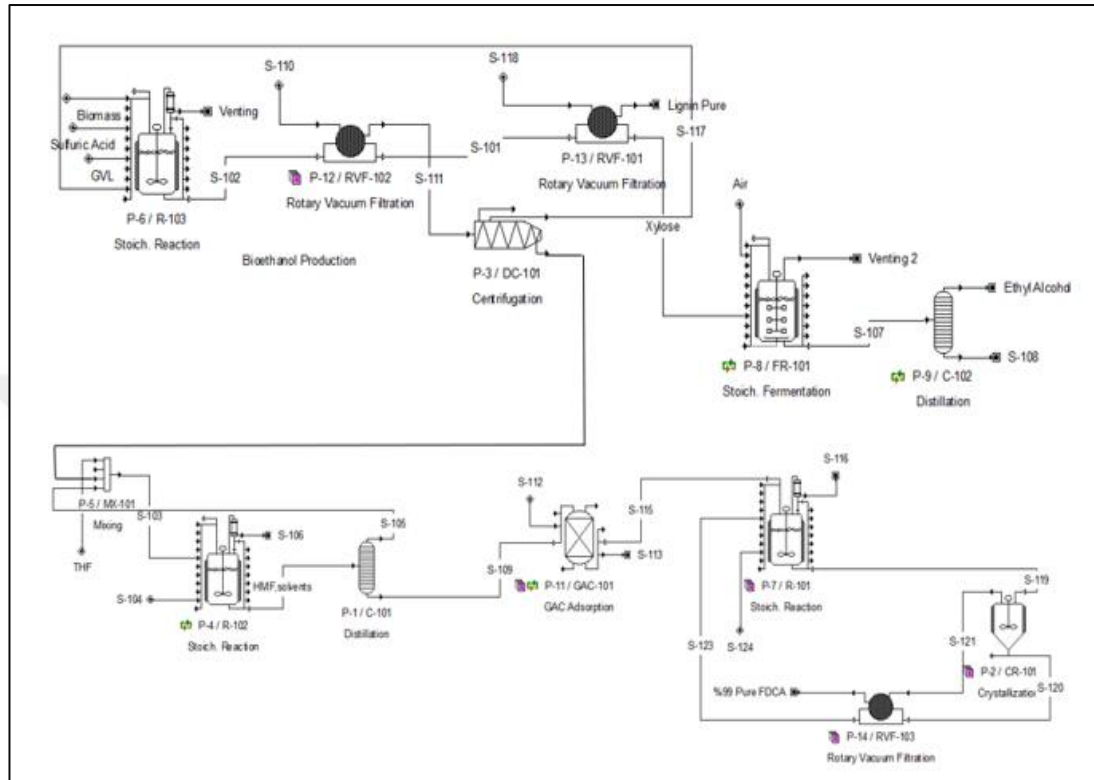 S-118
S-110
Venting
Biomass
Lignin Pure
S-117
Sulfuric Acid
S-101
GVL
S-102
P-12 / RVF-102
S-111
P-13 / RVF-101
Rotary Vacuum Filtration
Rotary Vacuum Filtration
Air
P-6 / R-103
Stoich. Reaction
Xylose
Bioethanol Production
P-3 / DC-101
Centrifugation
Venting 2
Ethyl Alcohol
S-107
P-8 / FR-101
Stoich. Fermentation
S-108
P-9 / C-102
Distillation
S-116
S-112
P-5 / MX-101
Mixing
S-103
S-105
S-115
S-106
S-109
S-113
THF
HMF,solvents
P-11 / GAC-101
GAC Adsorption
S-104
P-4 / R-102
Stoich. Reaction
P-1 / C-101
Distillation
P-7 / R-101
Stoich. Reaction
S-119
S-123
S-124
S-121
P-2 / CR-101
Crystallization
S-120
%99 Pure FDCA
P-14 / RVF-103
Rotary Vacuum Filtration